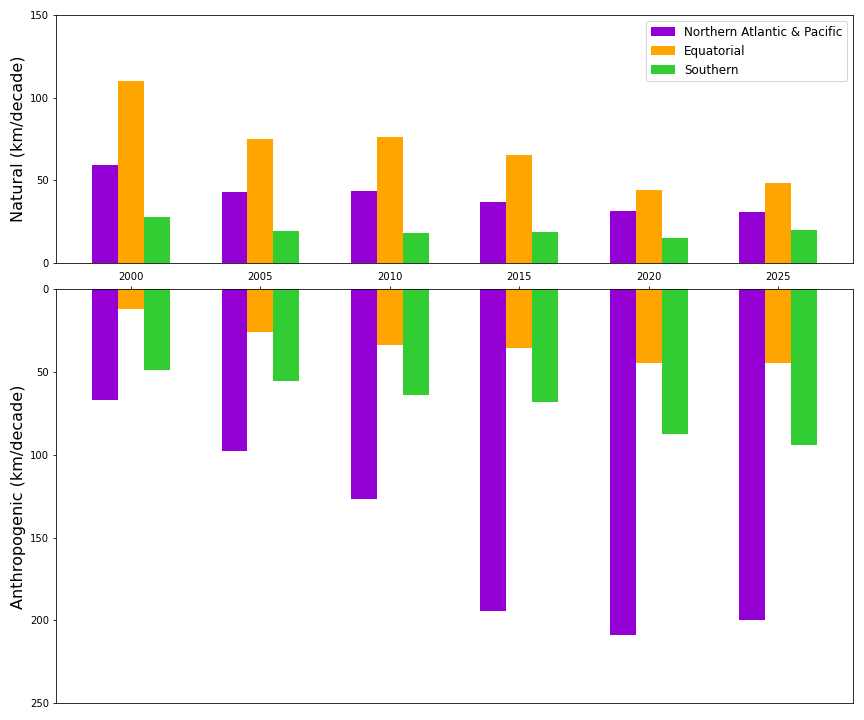 150
100
50
0
Natural (km/decade)
Northern Atlantic & Pacific
Equatorial
Southern
2000 2005 2010 2015 2020 2025
0
50
100
150
200
250
Anthropogenic (km/decade)